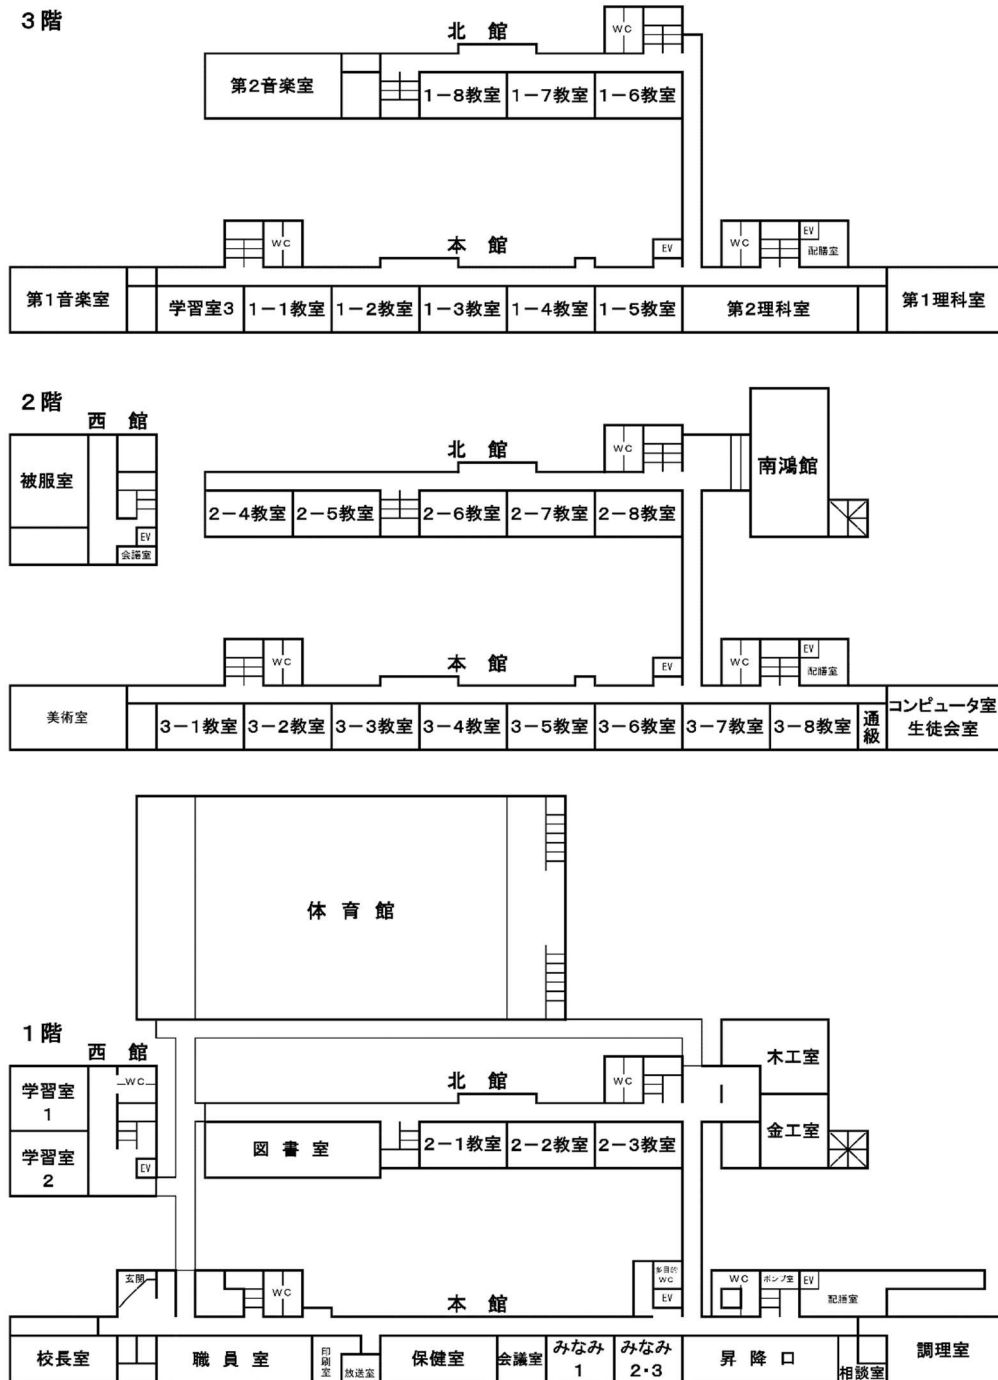 3階
北 館
WC
第2音楽室
1-8教室
1-7教室
1-6教室
本 館
WC
EV
WC
EV
配膳室
第1音楽室
学習室3
1-1教室
1-2教室
1-3教室
1-4教室
1-5教室
第2理科室
第1理科室
2階
西 館
被服室
EV
会議室
北 館
WC
南鴻館
2-4教室
2-5教室
2-6教室
2-7教室
2-8教室
本 館
WC
EV
WC
EV
配膳室
美術室
3-1教室
3-2教室
3-3教室
3-4教室
3-5教室
3-6教室
3-7教室
3-8教室
通級
コンピュータ室
生徒会室
体 育 館
1階
西 館
学習室
1
WC
学習室
2
EV
北 館
WC
木工室
金工室
図 書 室
2-1教室
2-2教室
2-3教室
玄関
WC
本 館
多目的
WC
EV
WC
ポンプ室
EV
配膳室
校長室
職 員 室
印刷室
放送室
保健室
会議室
みなみ
1
みなみ
2・3
昇 降 口
相談室
調理室